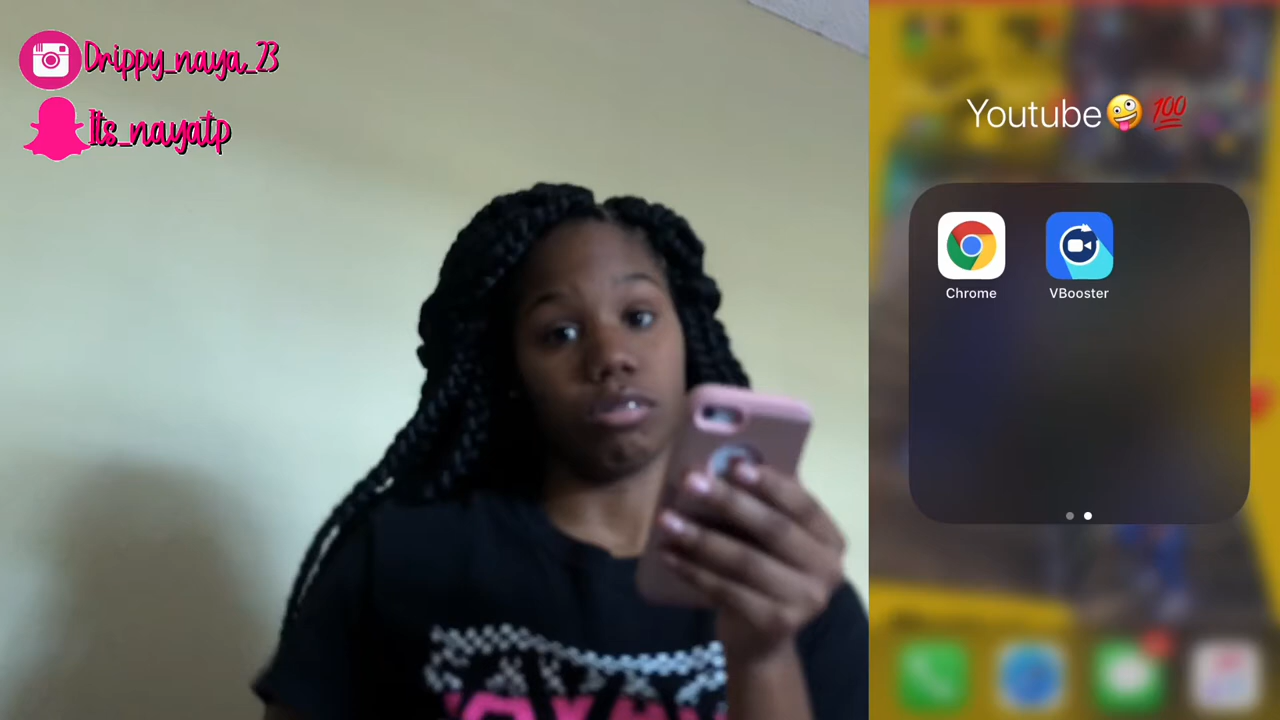 Drippy_naya_23
Its_nayatp
Youtube🤪 💯
Chrome
VBooster